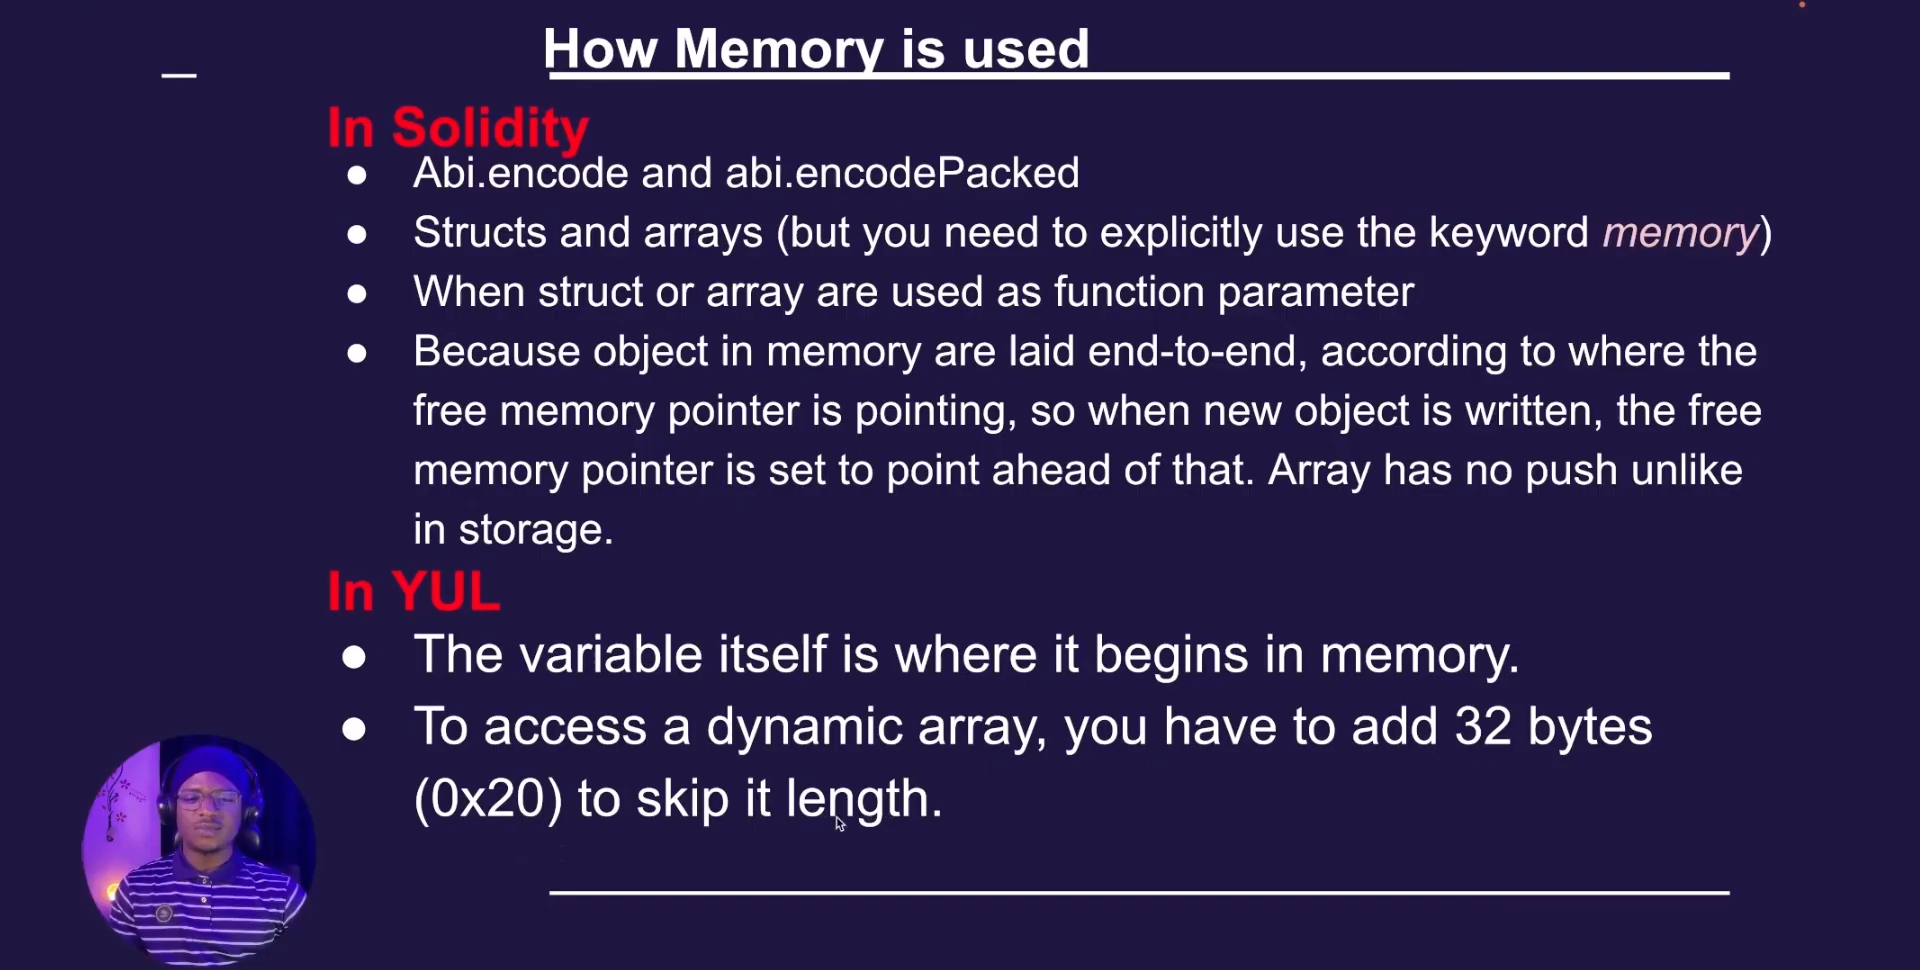 How Memory is used
In Solidity
● Abi.encode and abi.encodePacked
● Structs and arrays (but you need to explicitly use the keyword memory)
● When struct or array are used as function parameter
● Because object in memory are laid end-to-end, according to where the
free memory pointer is pointing, so when new object is written, the free
memory pointer is set to point ahead of that. Array has no push unlike
in storage.
In YUL
● The variable itself is where it begins in memory.
● To access a dynamic array, you have to add 32 bytes
(0x20) to skip it length.